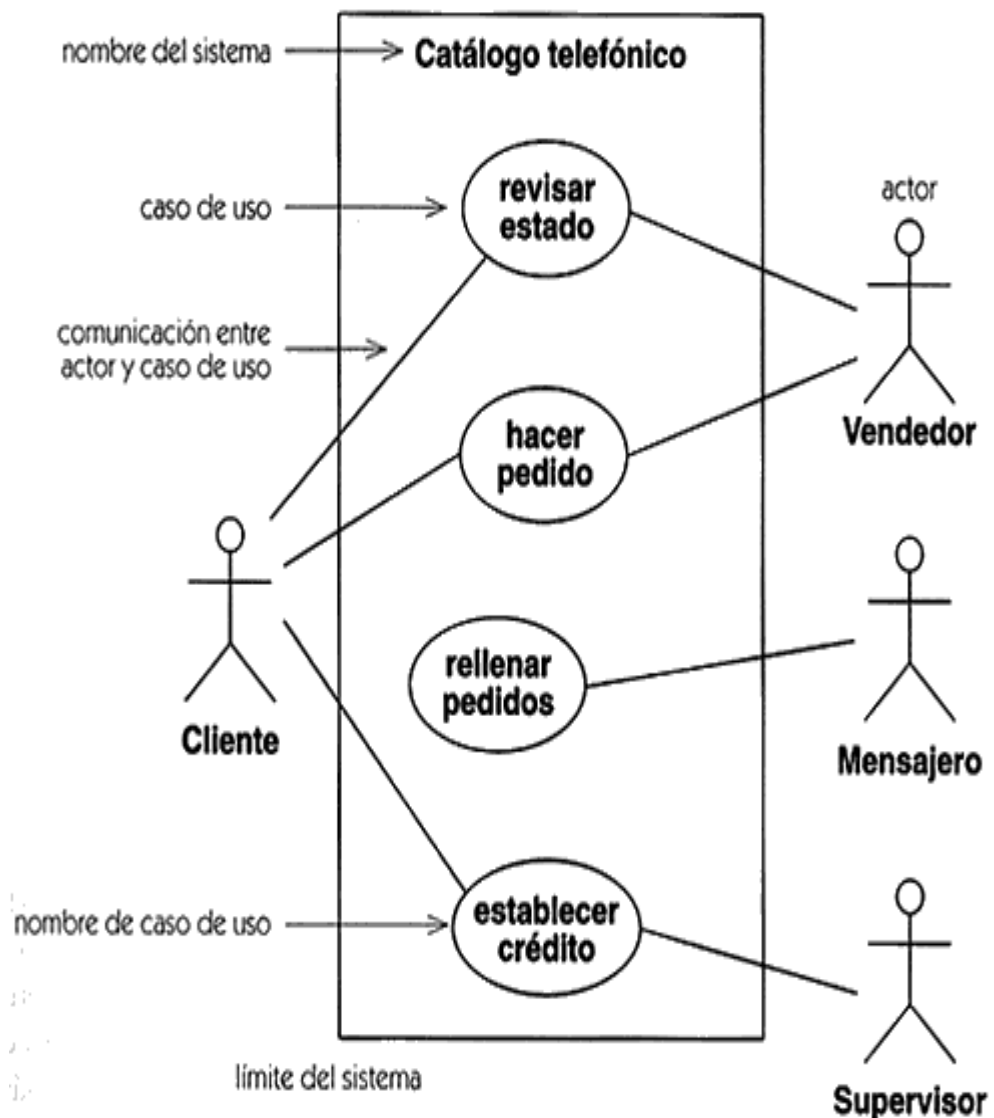 nombre del sistema
Catálogo telefónico
caso de uso
revisar
estado
actor
comunicación entre
actor y caso de uso
hacer
pedido
Vendedor
Cliente
rellenar
pedidos
Mensajero
nombre de caso de uso
establecer
crédito
límite del sistema
Supervisor